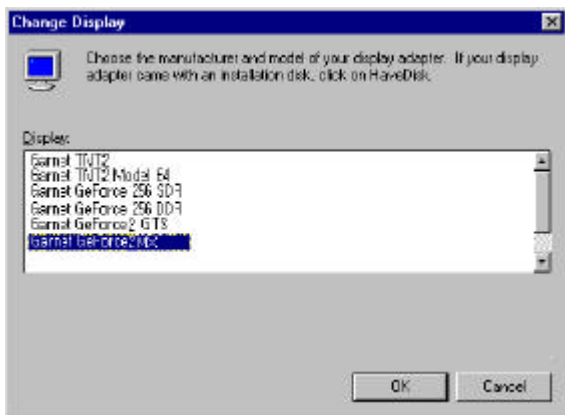 Change Display
Choose the manufacturer and model of your display adapter. If your display
adapter came with an installation disk, click on HaveDisk.
Display:
Garnet TNT2
Garnet TNT2 Model 64
Garnet GeForce 256 SDR
Garnet GeForce 256 DDR
Garnet GeForce2 GTS
Garnet GeForce2 MX
OK
Cancel